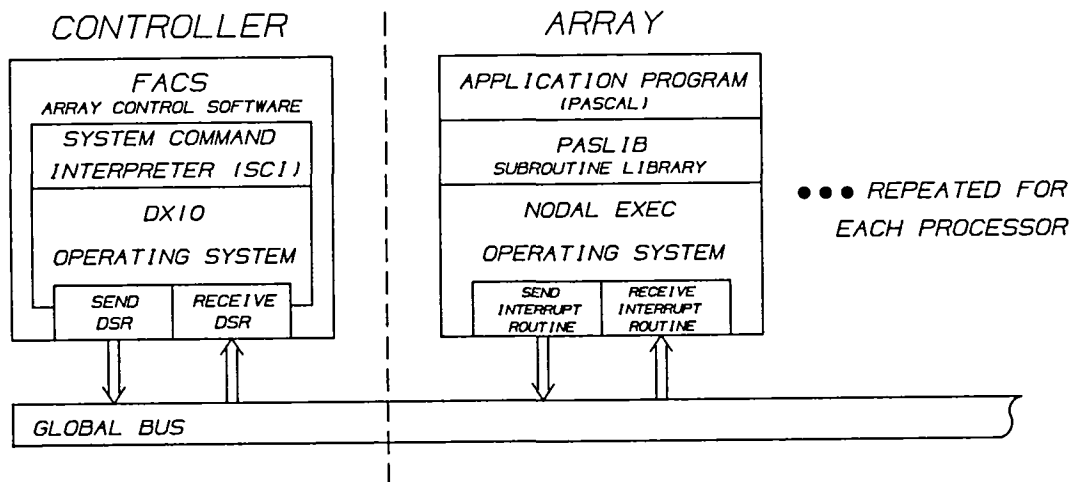 CONTROLLER
FACS
ARRAY CONTROL SOFTWARE
SYSTEM COMMAND
INTERPRETER (SCI)
DX10
OPERATING SYSTEM
SEND
DSR
RECEIVE
DSR
ARRAY
APPLICATION PROGRAM
(PASCAL)
PASLIB
SUBROUTINE LIBRARY
NODAL EXEC
OPERATING SYSTEM
SEND
INTERRUPT
ROUTINE
RECEIVE
INTERRUPT
ROUTINE
●●● REPEATED FOR
EACH PROCESSOR
GLOBAL BUS